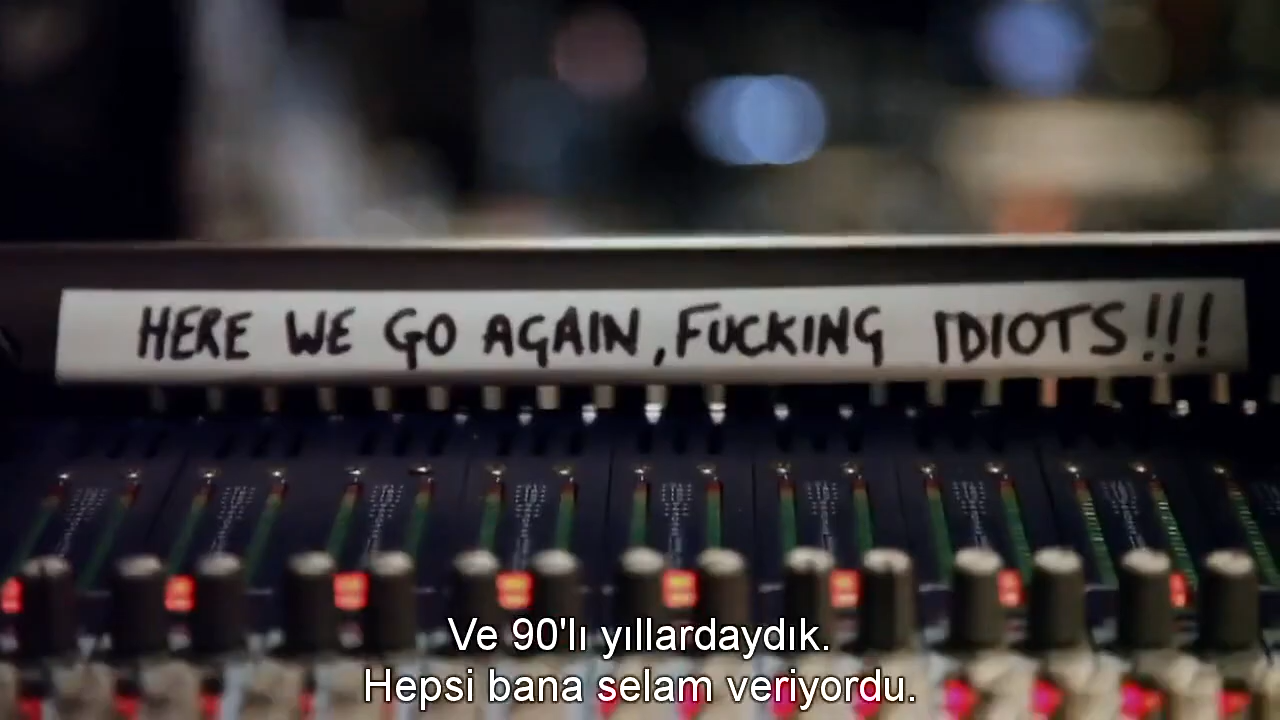 HERE WE GO AGAIN, FUCKING IDIOTS!!!
Ve 90'lı yıllardaydık.
Hepsi bana selam veriyordu.